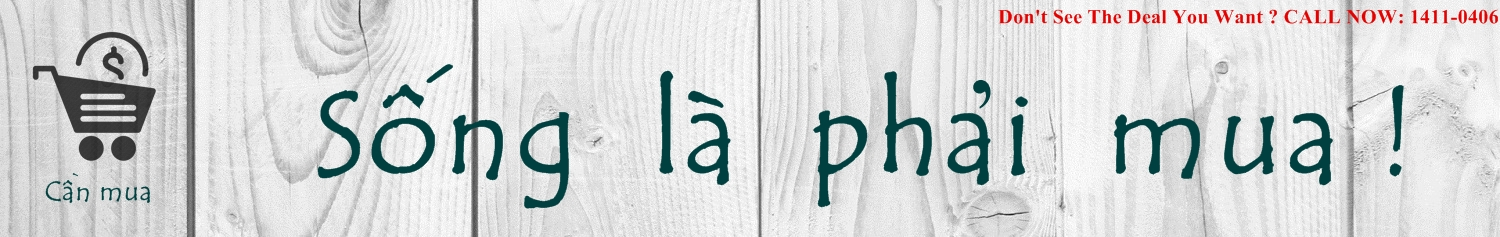 Don't See The Deal You Want ? CALL NOW: 1411-0406
Sống là phải mua !
Cần mua